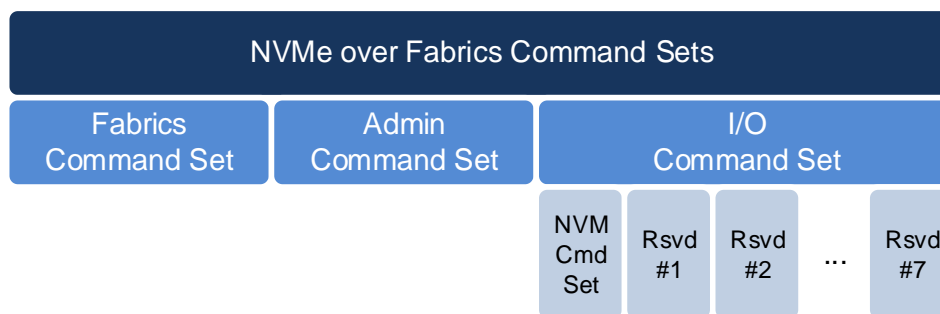 NVMe over Fabrics Command Sets
Fabrics
Command Set
Admin
Command Set
I/O
Command Set
NVM
Cmd
Set
Rsvd
#1
Rsvd
#2
...
Rsvd
#7